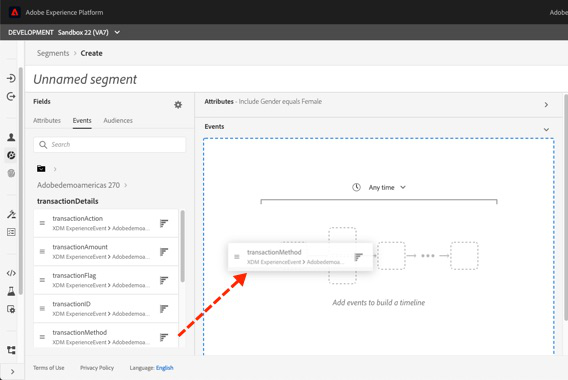 Adobe Experience Platform
Adobe
DEVELOPMENT Sandbox 22 (VA7)
Segments > Create
Unnamed segment
Fields
Attributes Events Audiences
Search
Adobedemoamericas 270 >
transactionDetails
transactionAction
XDM ExperienceEvent > Adobedemoa...
transactionAmount
XDM ExperienceEvent > Adobedemoa...
transactionFlag
XDM ExperienceEvent > Adobedemoa...
transactionID
XDM ExperienceEvent > Adobedemoa...
transactionMethod
XDM ExperienceEvent > Adobedemoa...
Attributes - Include Gender equals Female
Events
Any time
transactionMethod
XDM ExperienceEvent > Adobedemoa...
Add events to build a timeline
Terms of Use Privacy Policy Language: English